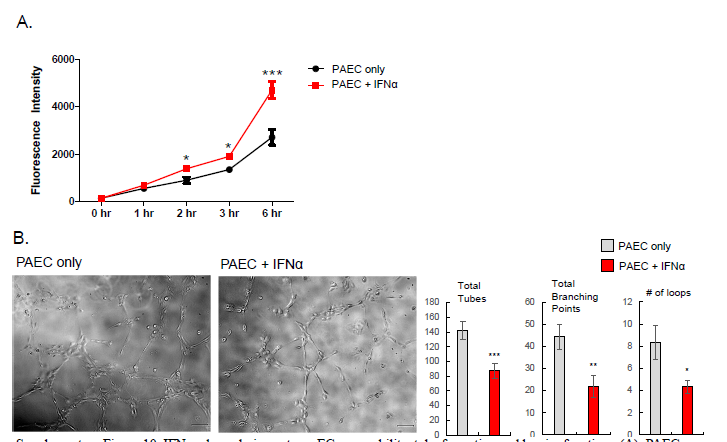 A.
Fluorescence Intensity
6000
4000
2000
0
0 hr
1 hr
2 hr
3 hr
6 hr
*
*
***
PAEC only
PAEC + IFNα
B.
PAEC only
PAEC + IFNα
PAEC only
PAEC + IFNα
Total
Tubes
180
160
140
120
100
80
60
40
20
0
***
Total
Branching
Points
60
50
40
30
20
10
0
**
# of loops
12
10
8
6
4
2
0
*